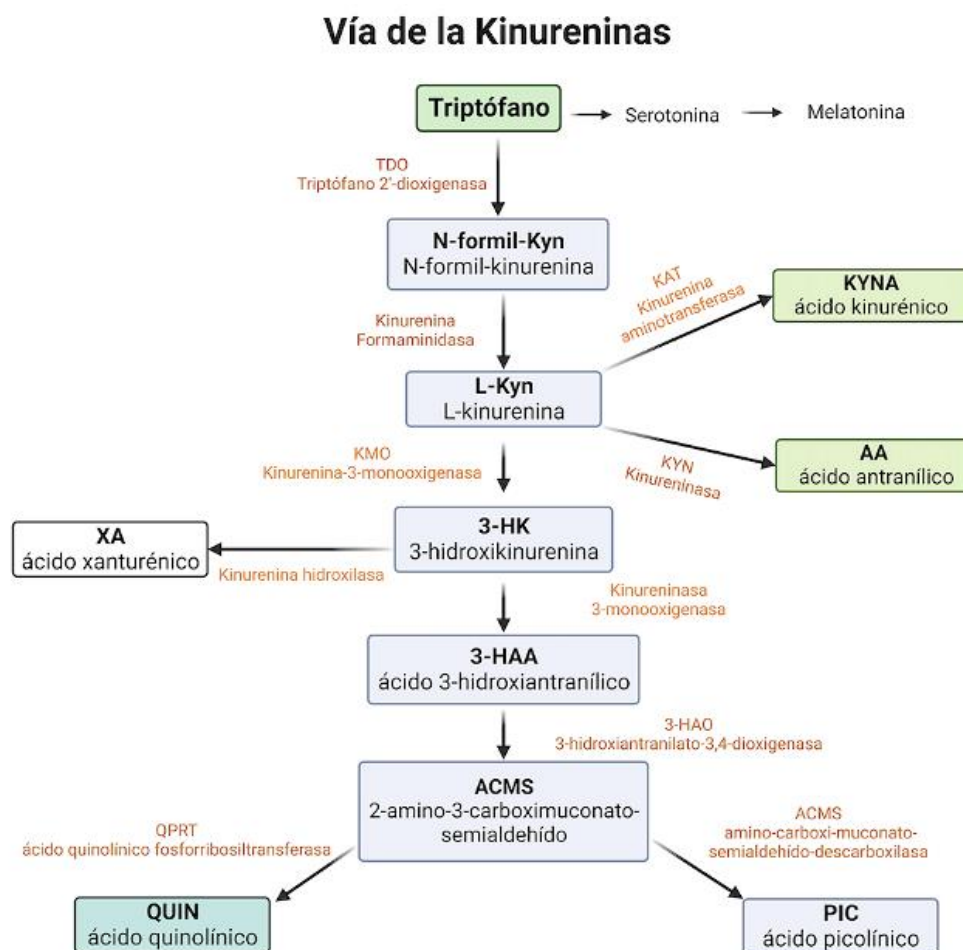 Vía de la Kinureninas
Triptófano
Serotonina
Melatonina
TDO
Triptófano 2'-dioxigenasa
N-formil-Kyn
N-formil-kinurenina
KAT
Kinurenina
aminotransferasa
KYNA
ácido kinurénico
Kinurenina
Formaminidasa
L-Kyn
L-kinurenina
KMO
Kinurenina-3-monooxigenasa
KYN
Kinureninasa
AA
ácido antranílico
XA
ácido xanturénico
3-HK
3-hidroxikinurenina
Kinurenina hidroxilasa
Kinureninasa
3-monooxigenasa
3-HAA
ácido 3-hidroxiantranílico
3-HAO
3-hidroxiantranilato-3,4-dioxigenasa
ACMS
2-amino-3-carboximuconato-
semialdehído
QPRT
ácido quinolínico fosforribosiltransferasa
ACMS
amino-carboxi-muconato-
semialdehído-descarboxilasa
QUIN
ácido quinolínico
PIC
ácido picolínico